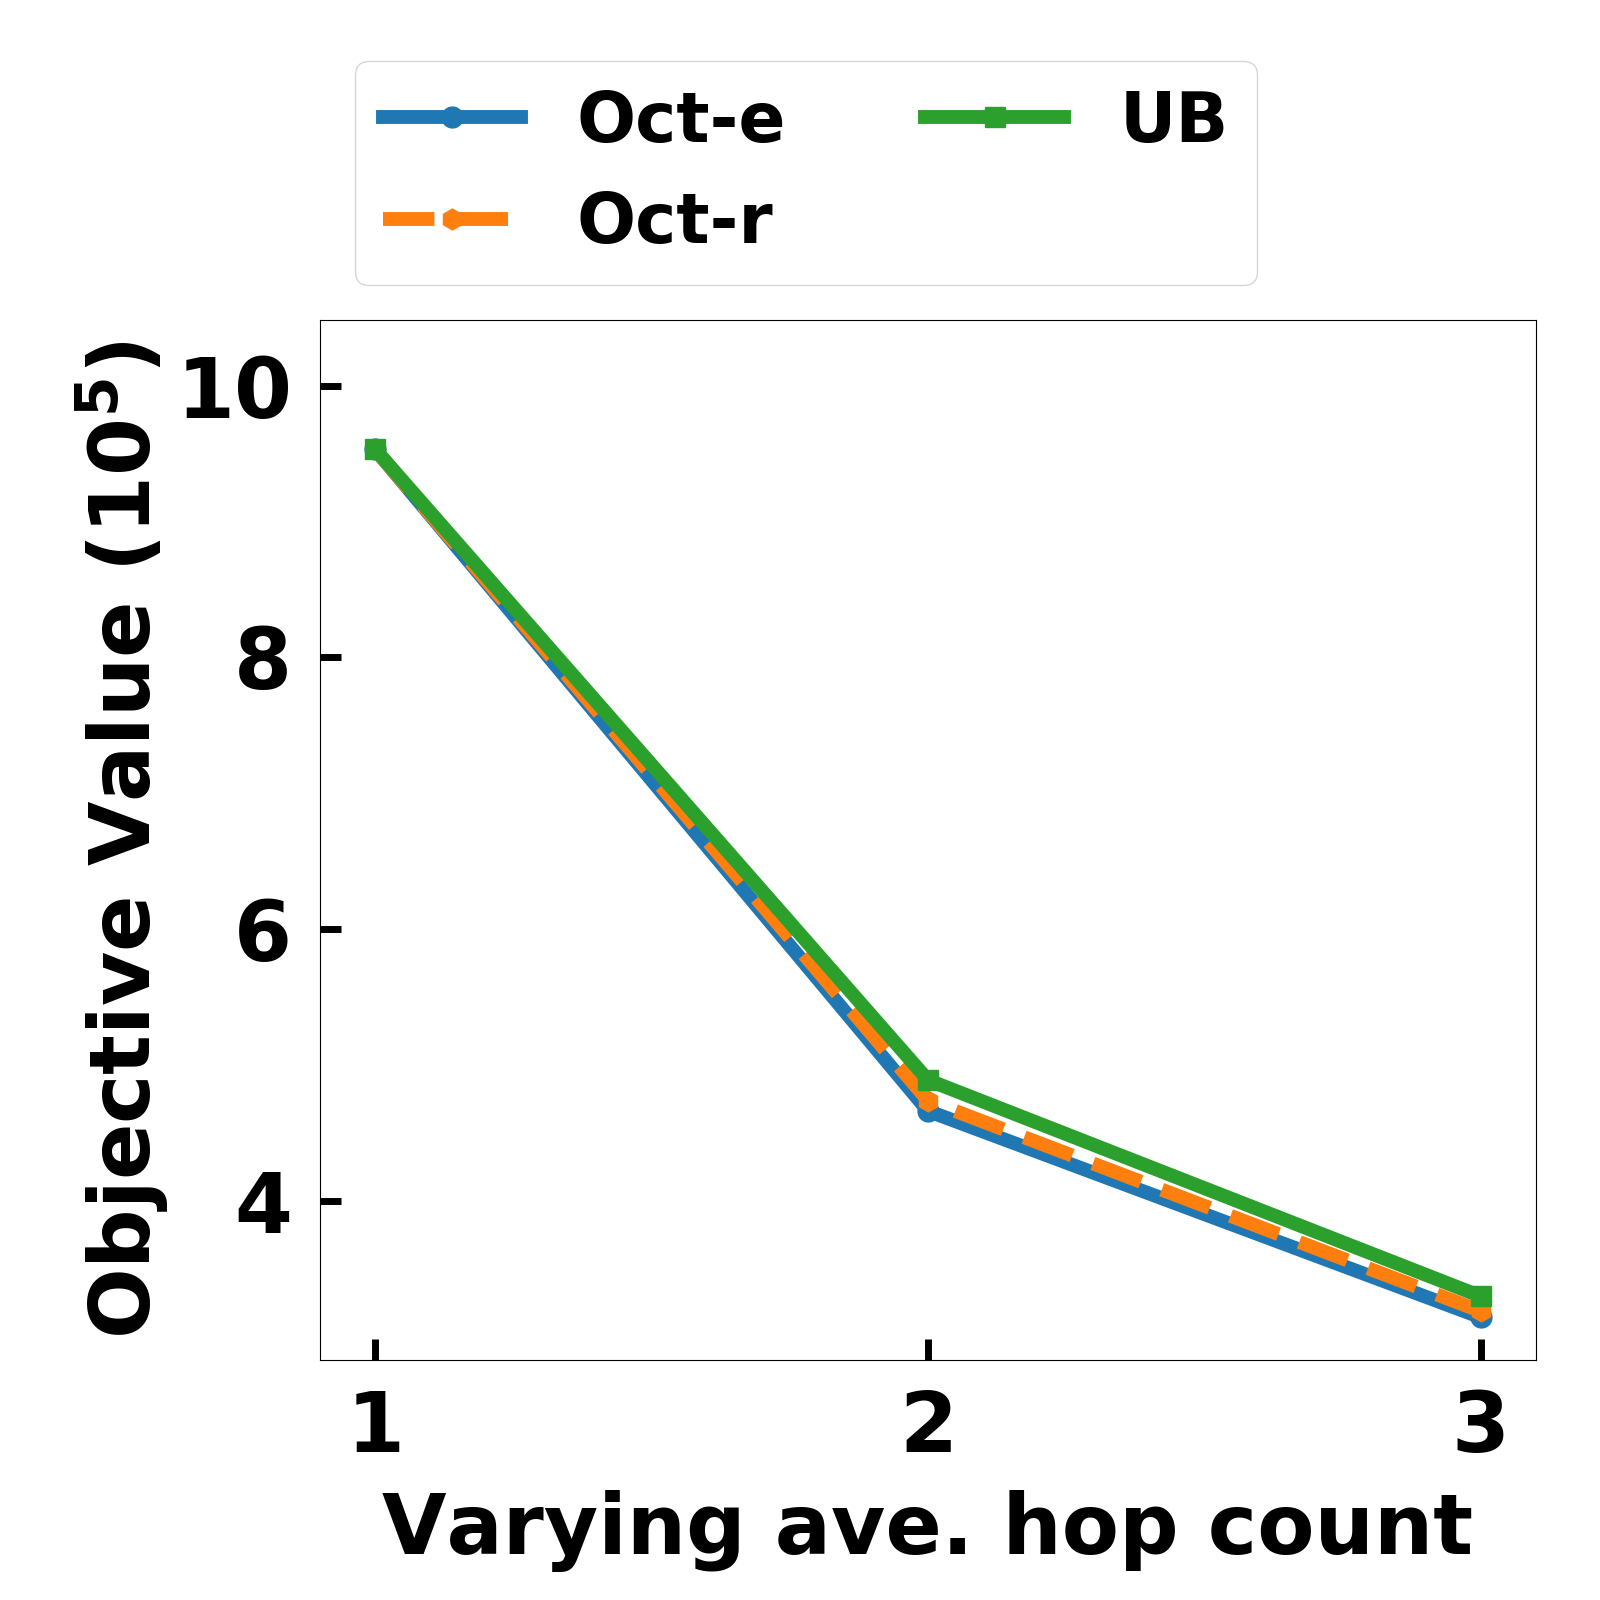 Oct-e
Oct-r
UB
Objective Value (10⁵)
10
8
6
4
1 2 3
Varying ave. hop count